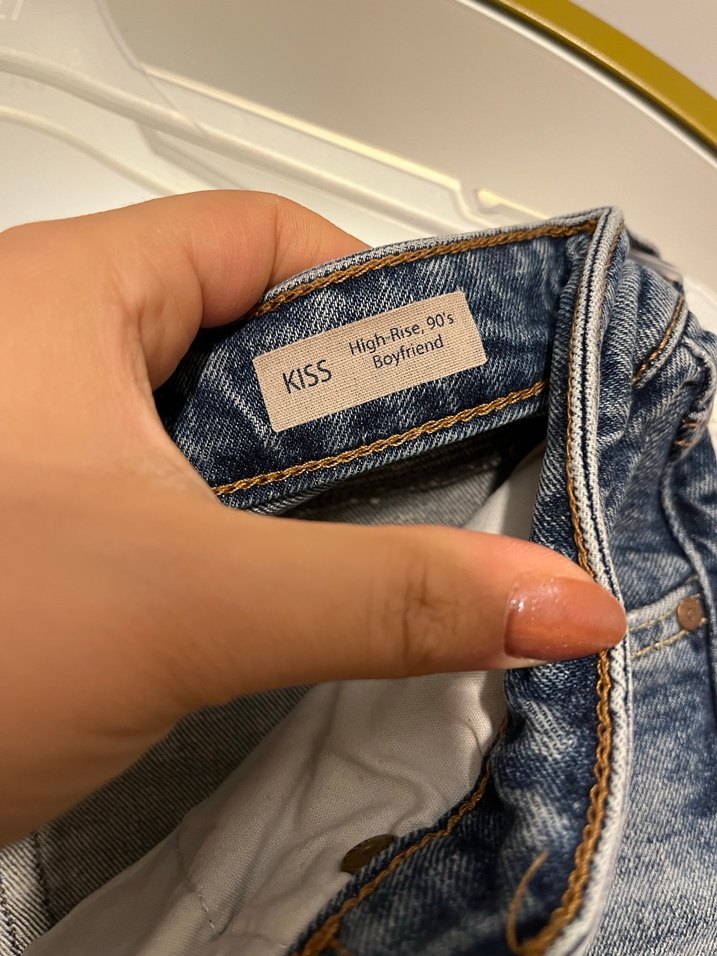 KISS
High-Rise, 90's
Boyfriend